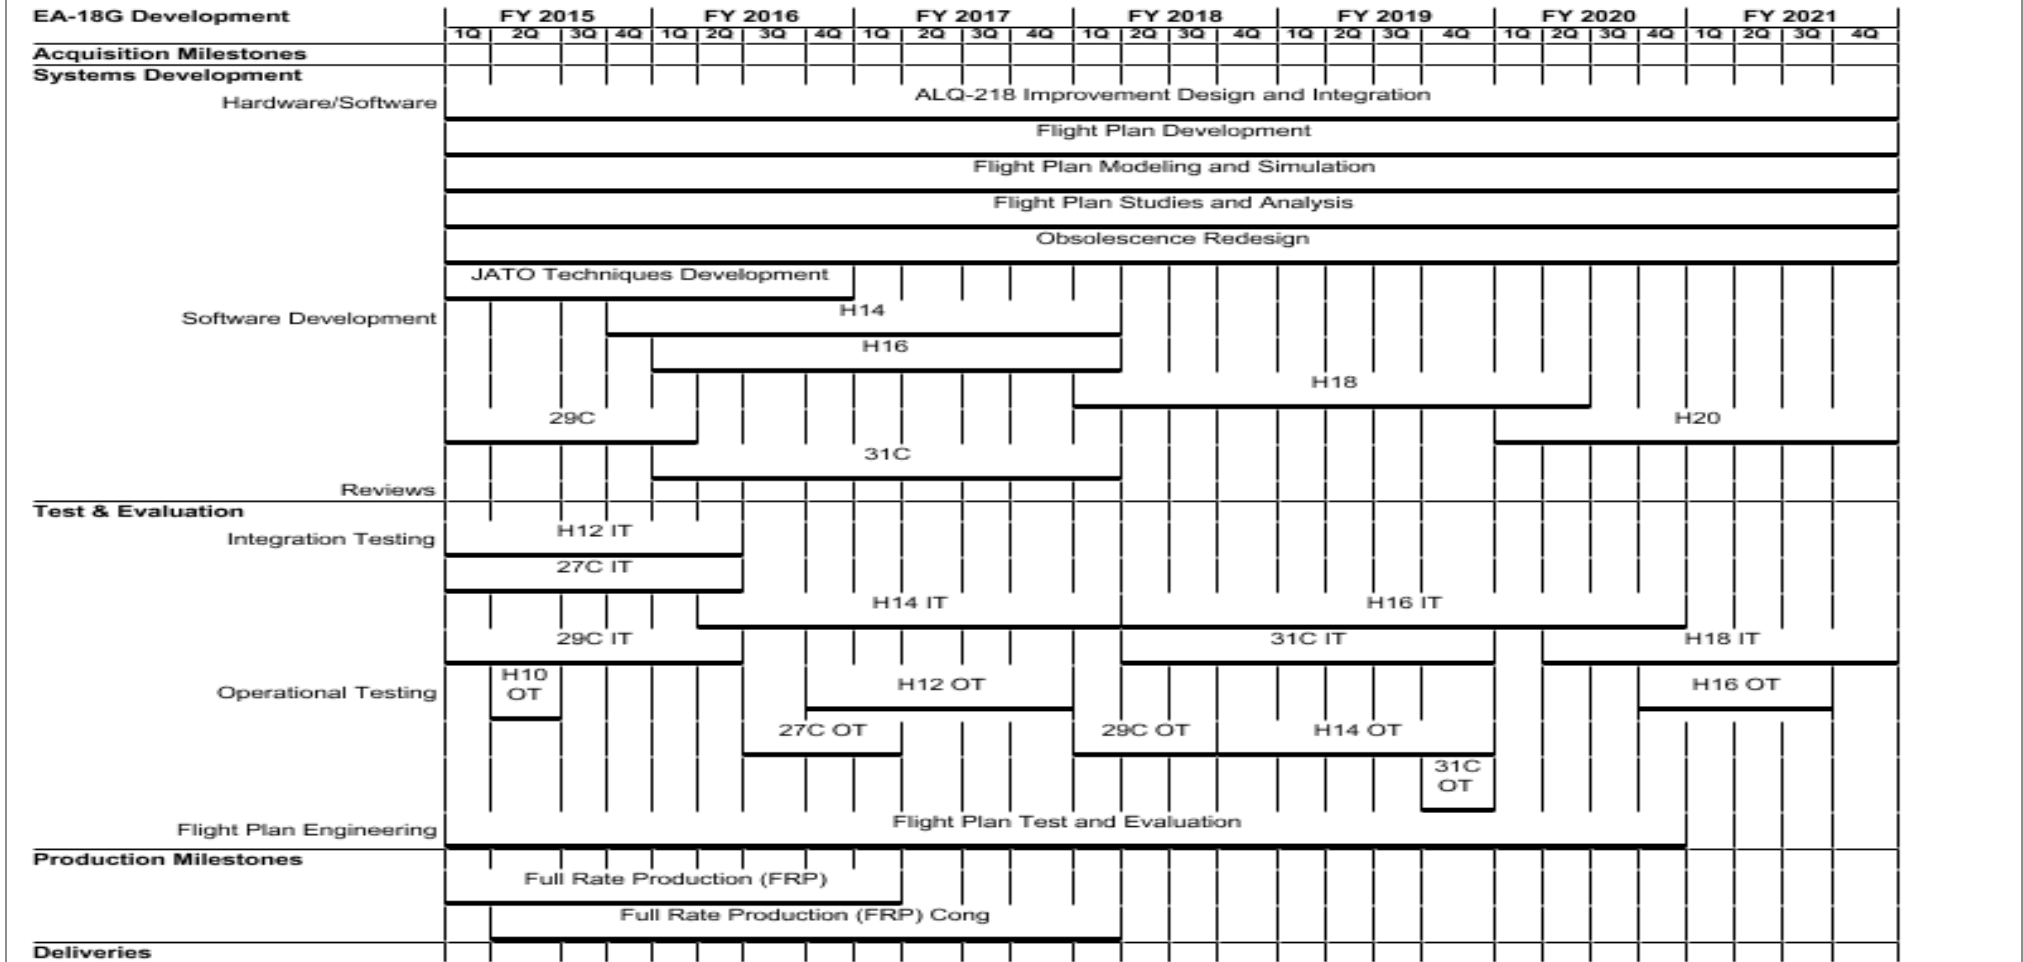 EA-18G Development FY 2015 FY 2016 FY 2017 FY 2018 FY 2019 FY 2020 FY 2021
1Q 2Q 3Q 4Q 1Q 2Q 3Q 4Q 1Q 2Q 3Q 4Q 1Q 2Q 3Q 4Q 1Q 2Q 3Q 4Q 1Q 2Q 3Q 4Q 1Q 2Q 3Q 4Q
Acquisition Milestones
Systems Development
Hardware/Software ALQ-218 Improvement Design and Integration
Flight Plan Development
Flight Plan Modeling and Simulation
Flight Plan Studies and Analysis
Obsolescence Redesign
JATO Techniques Development
Software Development H14
H16
H18
29C H20
31C
Reviews
Test & Evaluation
Integration Testing H12 IT
27C IT
H14 IT H16 IT
29C IT 31C IT H18 IT
Operational Testing H10 OT H12 OT H16 OT
27C OT 29C OT H14 OT
31C OT
Flight Plan Engineering Flight Plan Test and Evaluation
Production Milestones
Full Rate Production (FRP)
Full Rate Production (FRP) Cong
Deliveries